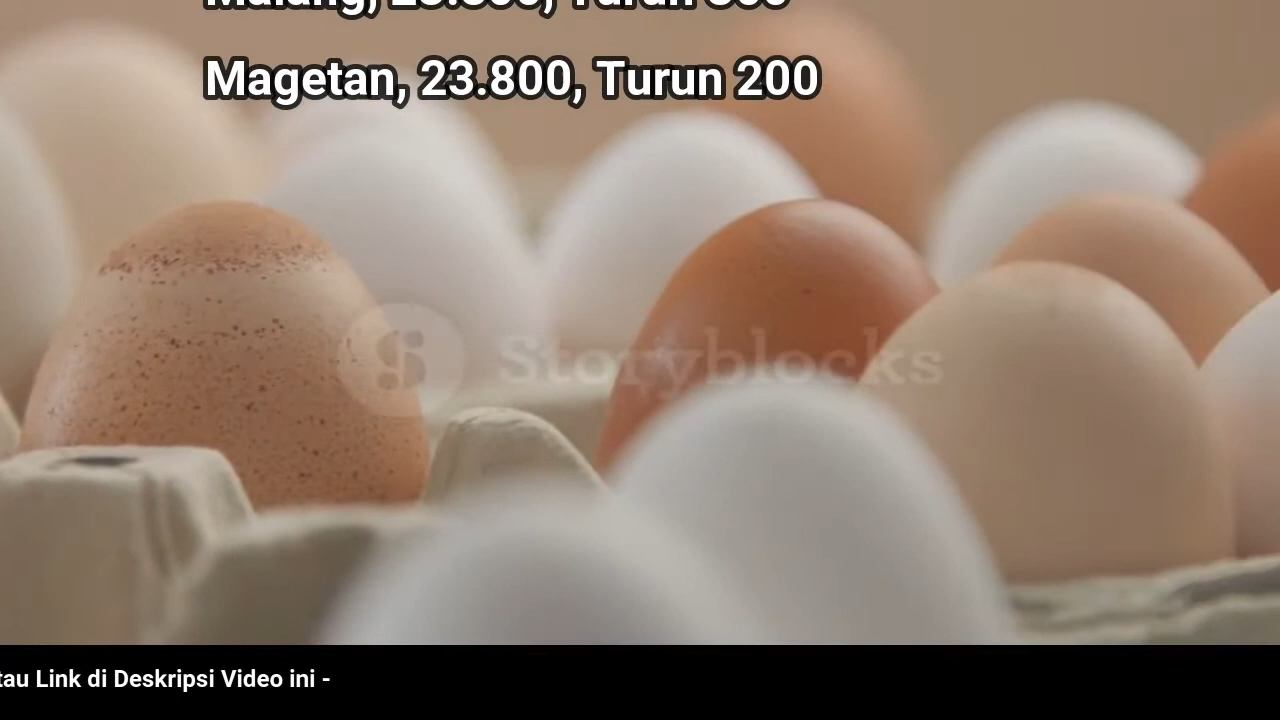 Magetan, 23.800, Turun 200
Storyblocks
tau Link di Deskripsi Video ini -